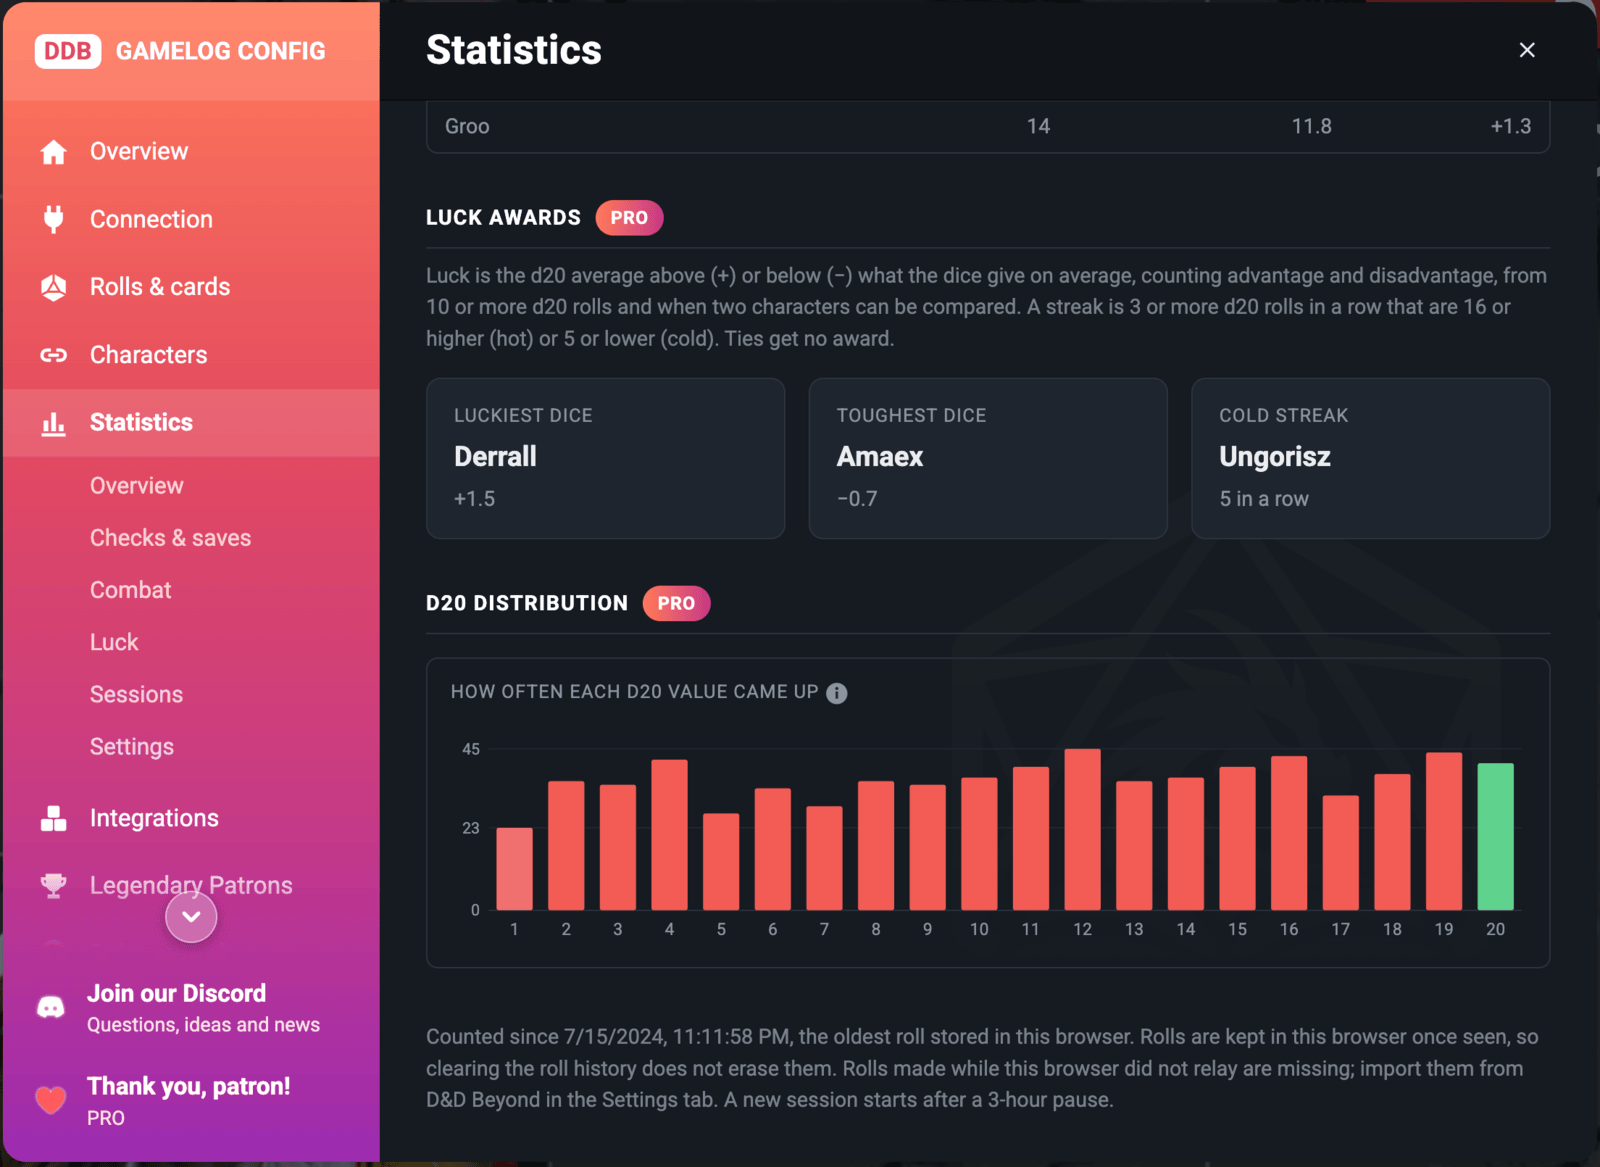 DDB GAMELOG CONFIG
Overview
Connection
Rolls & cards
Characters
Statistics
Overview
Checks & saves
Combat
Luck
Sessions
Settings
Integrations
Legendary Patrons
Join our Discord
Questions, ideas and news
Thank you, patron!
PRO
Statistics
Groo 14 11.8 +1.3
LUCK AWARDS PRO
Luck is the d20 average above (+) or below (−) what the dice give on average, counting advantage and disadvantage, from
10 or more d20 rolls and when two characters can be compared. A streak is 3 or more d20 rolls in a row that are 16 or
higher (hot) or 5 or lower (cold). Ties get no award.
LUCKIEST DICE
Derrall
+1.5
TOUGHEST DICE
Amaex
−0.7
COLD STREAK
Ungorisz
5 in a row
D20 DISTRIBUTION PRO
HOW OFTEN EACH D20 VALUE CAME UP i
45
23
0
1 2 3 4 5 6 7 8 9 10 11 12 13 14 15 16 17 18 19 20
Counted since 7/15/2024, 11:11:58 PM, the oldest roll stored in this browser. Rolls are kept in this browser once seen, so
clearing the roll history does not erase them. Rolls made while this browser did not relay are missing; import them from
D&D Beyond in the Settings tab. A new session starts after a 3-hour pause.